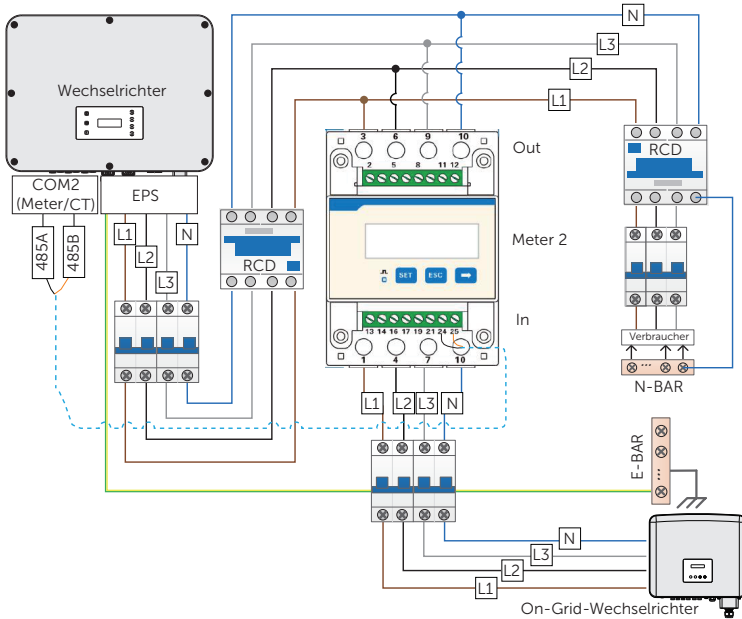 N
L3
L2
L1
Wechselrichter
COM2
(Meter/CT)
EPS
485A
485B
L1
L2
L3
N
RCD
3 6 9 10
2 5 8 11 12
Out
Meter 2
SET ESC
In
13 14 16 17 19 21 24 25
1 4 7 10
RCD
Verbraucher
N-BAR
L1 L2 L3 N
E-BAR
N
L3
L2
L1
On-Grid-Wechselrichter